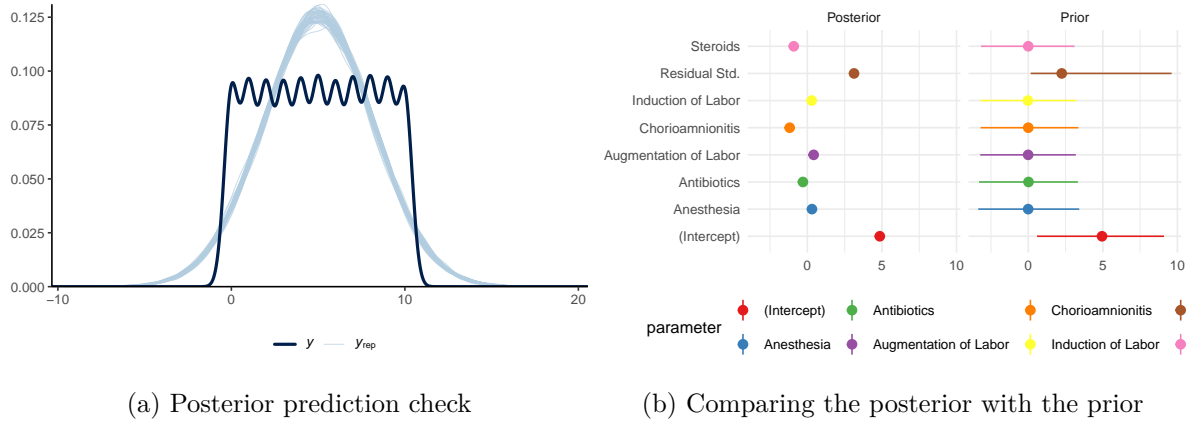 0.125
0.100
0.075
0.050
0.025
0.000
−10 0 10 20
y yrep
(a) Posterior prediction check
Posterior Prior
Steroids
Residual Std.
Induction of Labor
Chorioamnionitis
Augmentation of Labor
Antibiotics
Anesthesia
(Intercept)
0 5 10 0 5 10
parameter
(Intercept) Antibiotics Chorioamnionitis
Anesthesia Augmentation of Labor Induction of Labor
(b) Comparing the posterior with the prior